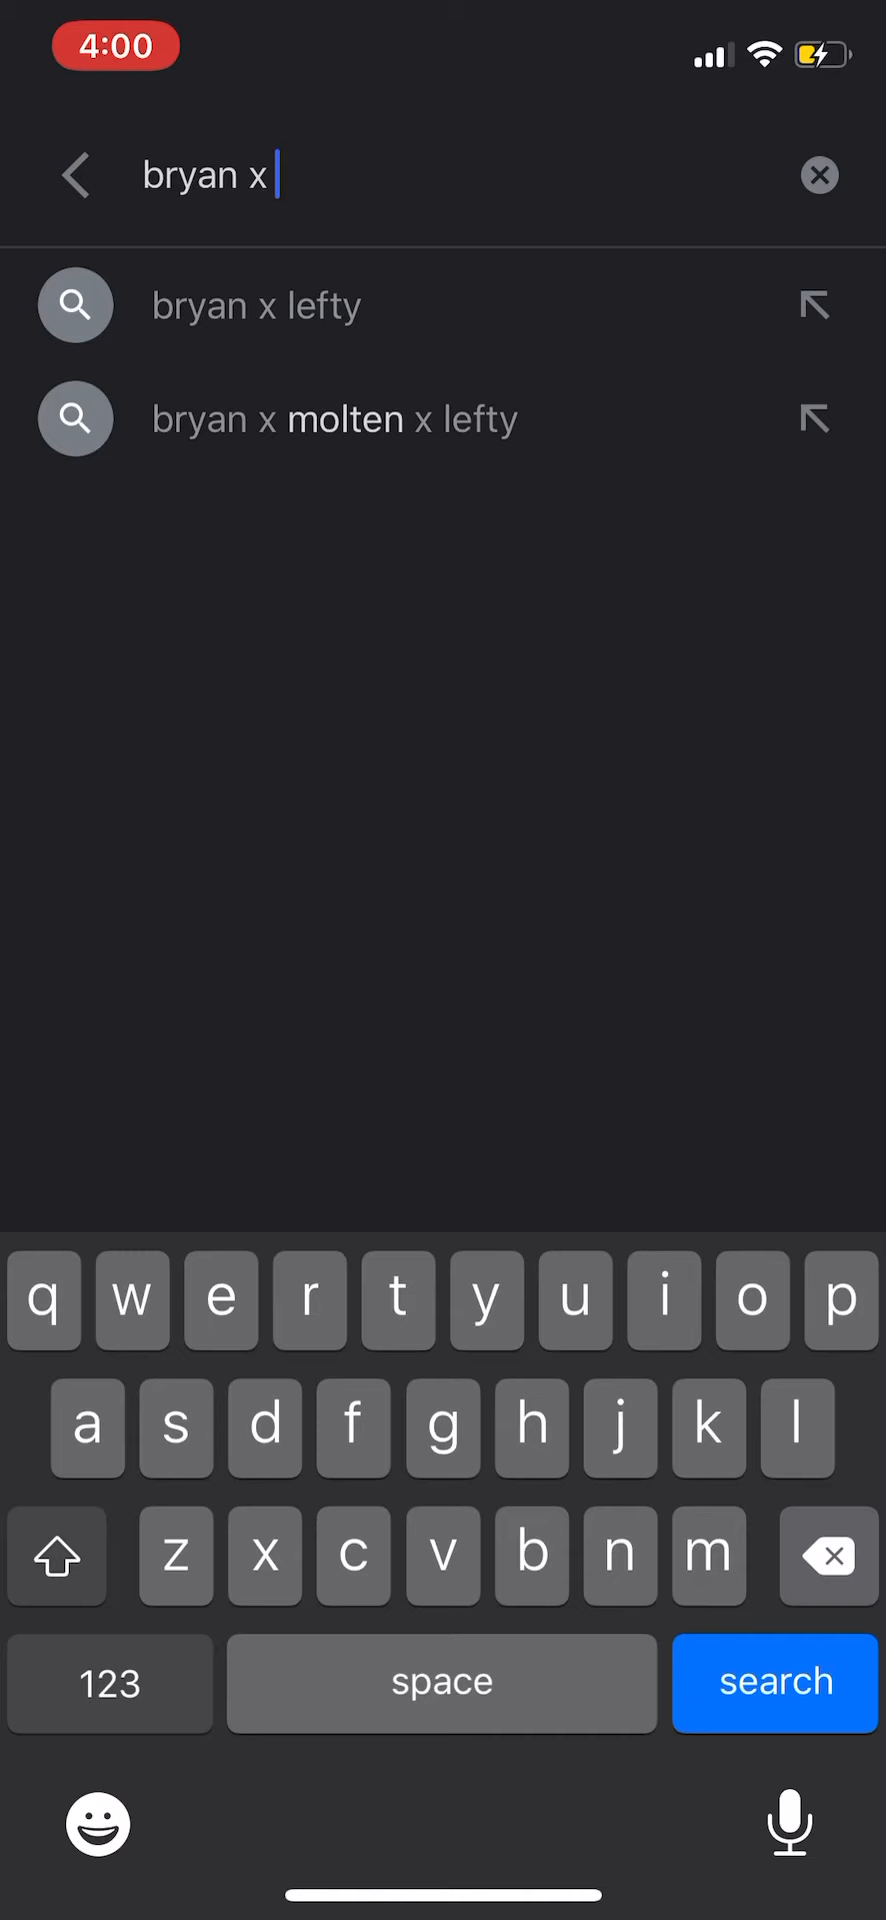 4:00
bryan x
bryan x lefty
bryan x molten x lefty
q w e r t y u i o p
a s d f g h j k l
z x c v b n m
123 space search